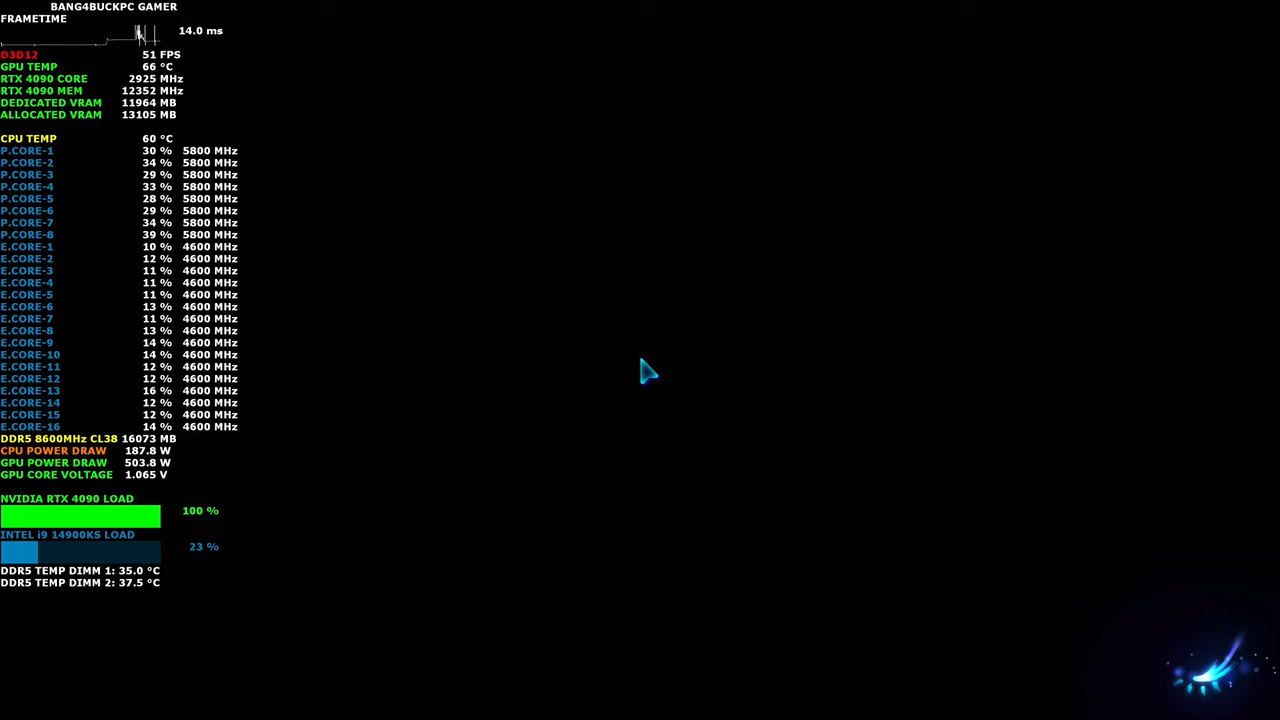 BANG4BUCKPC GAMER
FRAMETIME
14.0 ms
D3D12 51 FPS
GPU TEMP 66 °C
RTX 4090 CORE 2925 MHz
RTX 4090 MEM 12352 MHz
DEDICATED VRAM 11964 MB
ALLOCATED VRAM 13105 MB
CPU TEMP 60 °C
P.CORE-1 30 % 5800 MHz
P.CORE-2 34 % 5800 MHz
P.CORE-3 29 % 5800 MHz
P.CORE-4 33 % 5800 MHz
P.CORE-5 28 % 5800 MHz
P.CORE-6 29 % 5800 MHz
P.CORE-7 34 % 5800 MHz
P.CORE-8 39 % 5800 MHz
E.CORE-1 10 % 4600 MHz
E.CORE-2 12 % 4600 MHz
E.CORE-3 11 % 4600 MHz
E.CORE-4 11 % 4600 MHz
E.CORE-5 11 % 4600 MHz
E.CORE-6 13 % 4600 MHz
E.CORE-7 11 % 4600 MHz
E.CORE-8 13 % 4600 MHz
E.CORE-9 14 % 4600 MHz
E.CORE-10 14 % 4600 MHz
E.CORE-11 12 % 4600 MHz
E.CORE-12 12 % 4600 MHz
E.CORE-13 16 % 4600 MHz
E.CORE-14 12 % 4600 MHz
E.CORE-15 12 % 4600 MHz
E.CORE-16 14 % 4600 MHz
DDR5 8600MHz CL38 16073 MB
CPU POWER DRAW 187.8 W
GPU POWER DRAW 503.8 W
GPU CORE VOLTAGE 1.065 V
NVIDIA RTX 4090 LOAD
100 %
INTEL i9 14900KS LOAD
23 %
DDR5 TEMP DIMM 1: 35.0 °C
DDR5 TEMP DIMM 2: 37.5 °C